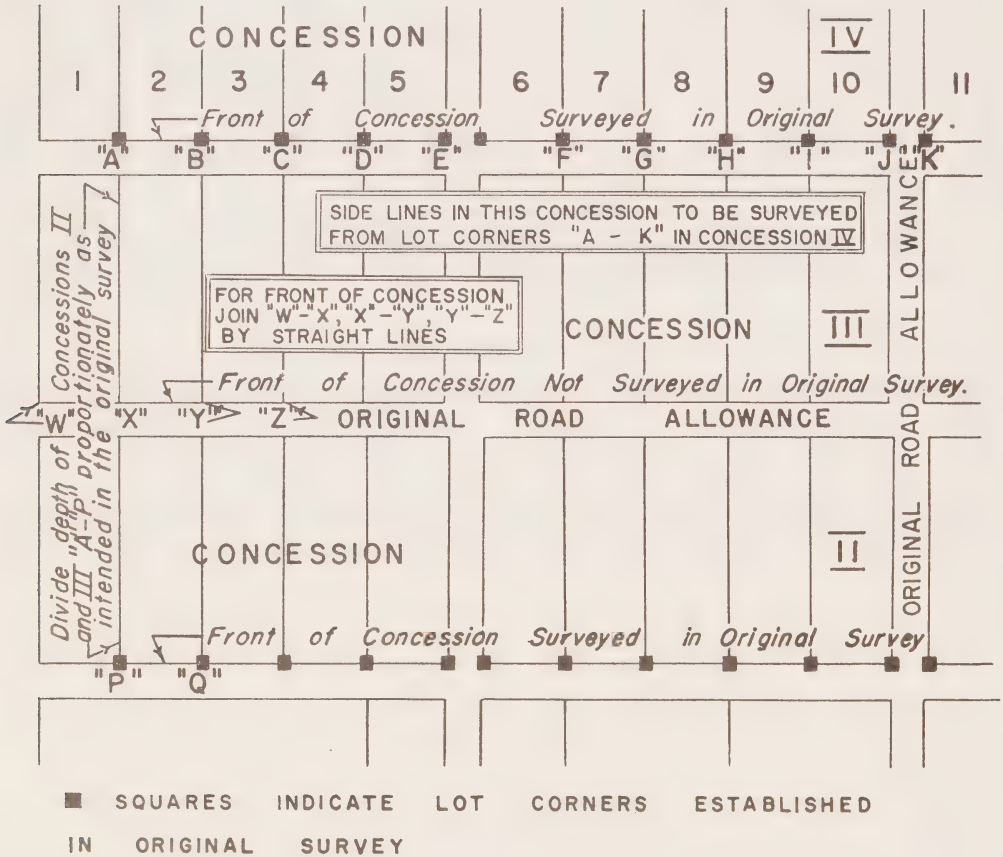 CONCESSION IV
1 2 3 4 5 6 7 8 9 10 11
Front of Concession Surveyed in Original Survey.
"A" "B" "C" "D" "E" "F" "G" "H" "I" "J" "K"
SIDE LINES IN THIS CONCESSION TO BE SURVEYED
FROM LOT CORNERS "A - K" IN CONCESSION IV
FOR FRONT OF CONCESSION
JOIN "W"-"X", "X"-"Y", "Y"-"Z"
BY STRAIGHT LINES
CONCESSION III
Front of Concession Not Surveyed in Original Survey.
"W" "X" "Y" "Z" ORIGINAL ROAD ALLOWANCE
Divide depth of Concessions II
and III "A-P" proportionately as
intended in the original survey
ORIGINAL ROAD ALLOWANCE
CONCESSION II
Front of Concession Surveyed in Original Survey
"P" "Q"
SQUARES INDICATE LOT CORNERS ESTABLISHED
IN ORIGINAL SURVEY